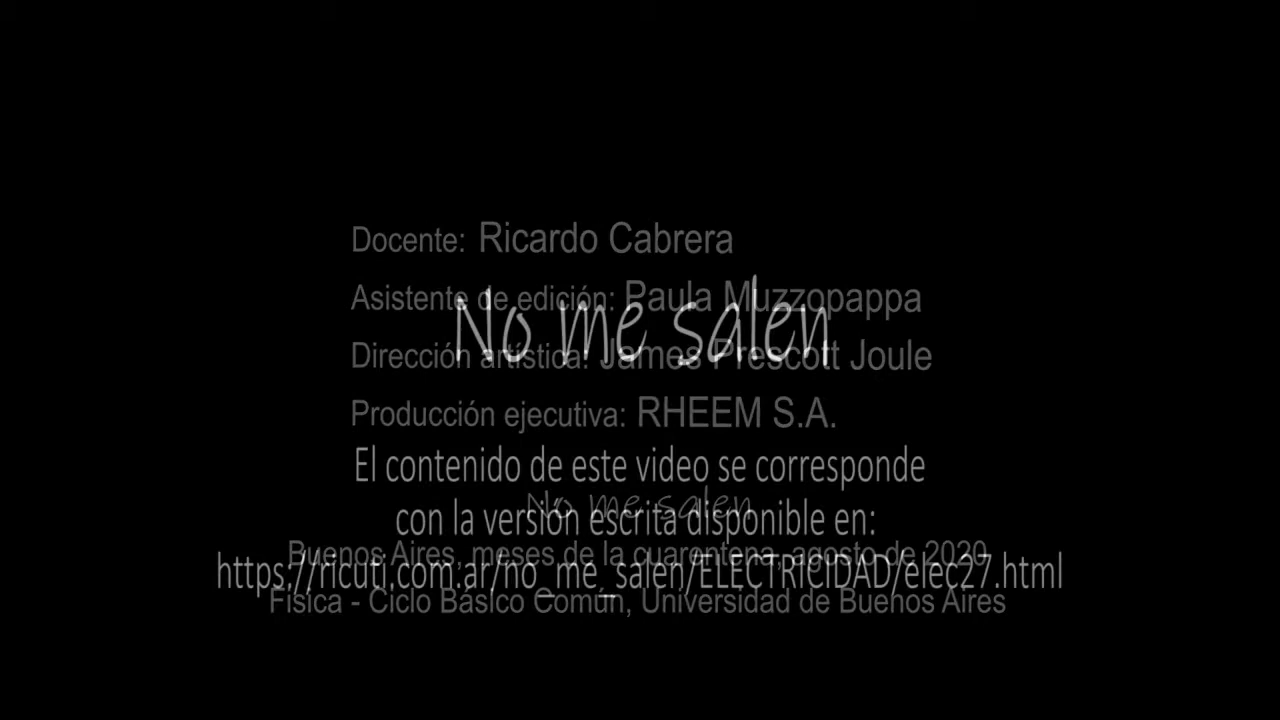 Docente: Ricardo Cabrera
Asistente de edición: Paula Muzzopappa
No me salen
Dirección artística: James Prescott Joule
Producción ejecutiva: RHEEM S.A.
El contenido de este video se corresponde
No me salen
con la versión escrita disponible en:
Buenos Aires, meses de la cuarentena, agosto de 2020
https://ricuti.com.ar/no_me_salen/ELECTRICIDAD/elec27.html
Física - Ciclo Básico Común, Universidad de Buenos Aires